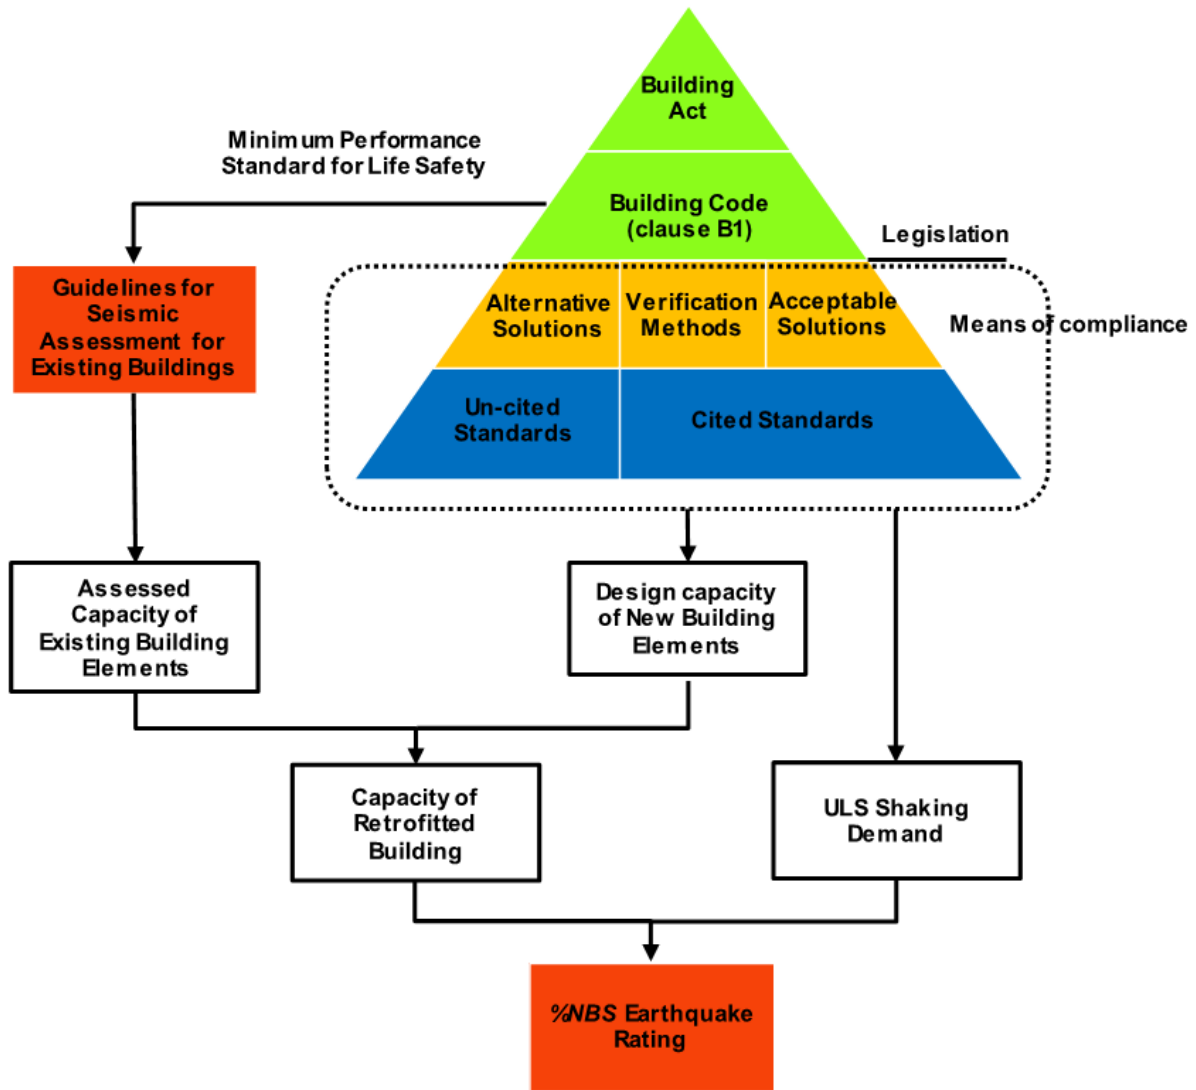 Building
Act
Minimum Performance
Standard for Life Safety
Building Code
(clause B1)
Legislation
Guidelines for
Seismic
Assessment for
Existing Buildings
Alternative
Solutions
Verification
Methods
Acceptable
Solutions
Means of compliance
Un-cited
Standards
Cited Standards
Assessed
Capacity of
Existing Building
Elements
Design capacity
of New Building
Elements
Capacity of
Retrofitted
Building
ULS Shaking
Demand
%NBS Earthquake
Rating